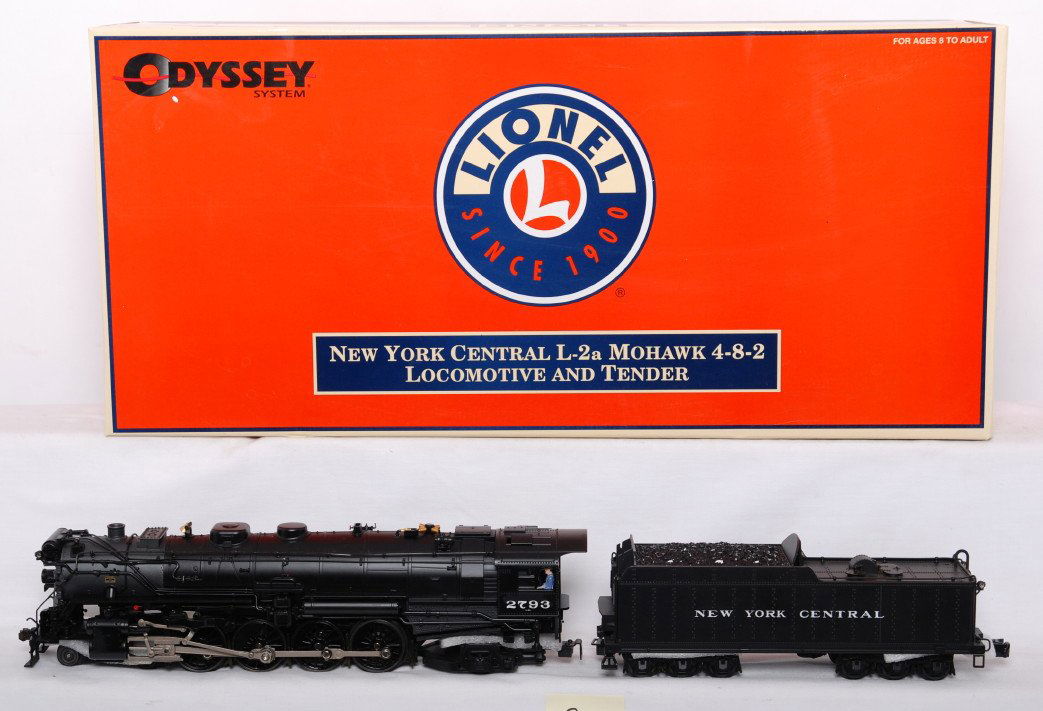 FOR AGES 8 TO ADULT
ODYSSEY
SYSTEM
LIONEL
L
SINCE 1900
®
NEW YORK CENTRAL L-2a MOHAWK 4-8-2
LOCOMOTIVE AND TENDER
2793
NEW YORK CENTRAL